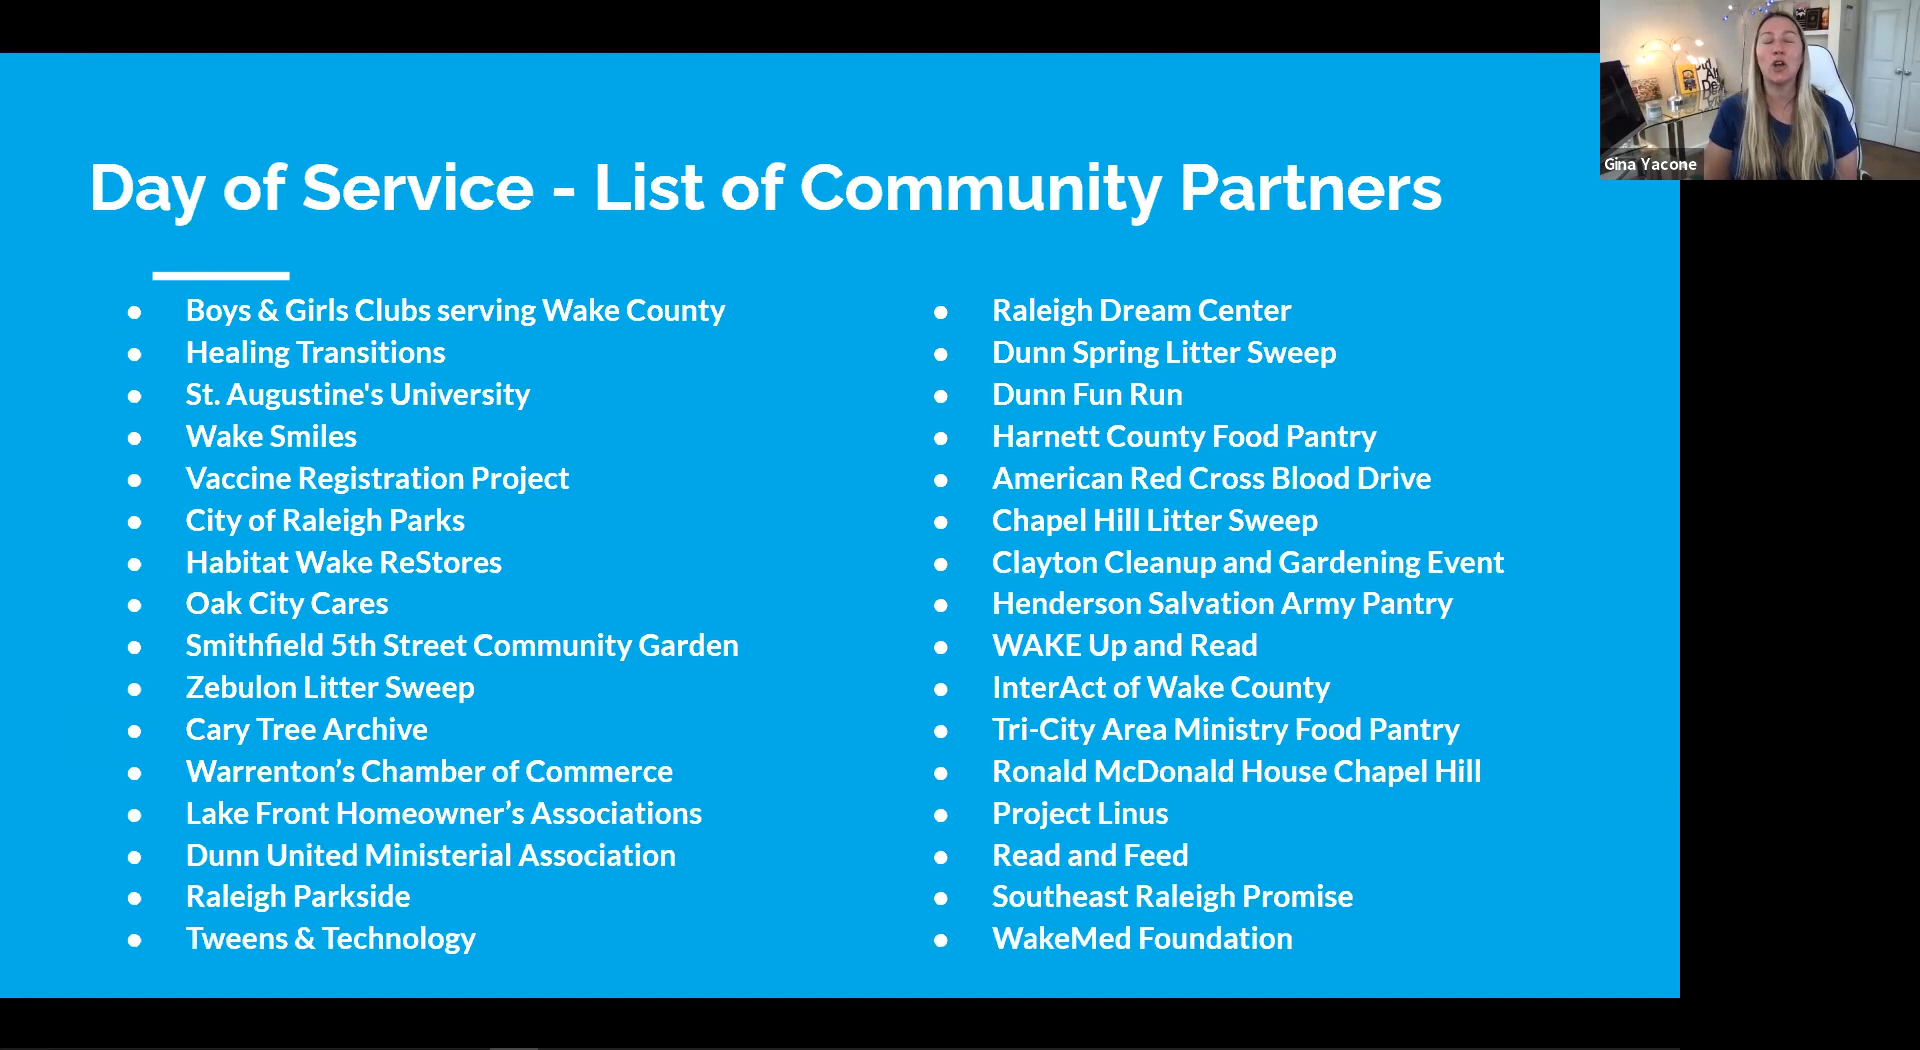 Day of Service - List of Community Partners
Boys & Girls Clubs serving Wake County
Healing Transitions
St. Augustine's University
Wake Smiles
Vaccine Registration Project
City of Raleigh Parks
Habitat Wake ReStores
Oak City Cares
Smithfield 5th Street Community Garden
Zebulon Litter Sweep
Cary Tree Archive
Warrenton’s Chamber of Commerce
Lake Front Homeowner’s Associations
Dunn United Ministerial Association
Raleigh Parkside
Tweens & Technology
Raleigh Dream Center
Dunn Spring Litter Sweep
Dunn Fun Run
Harnett County Food Pantry
American Red Cross Blood Drive
Chapel Hill Litter Sweep
Clayton Cleanup and Gardening Event
Henderson Salvation Army Pantry
WAKE Up and Read
InterAct of Wake County
Tri-City Area Ministry Food Pantry
Ronald McDonald House Chapel Hill
Project Linus
Read and Feed
Southeast Raleigh Promise
WakeMed Foundation
Gina Yacone